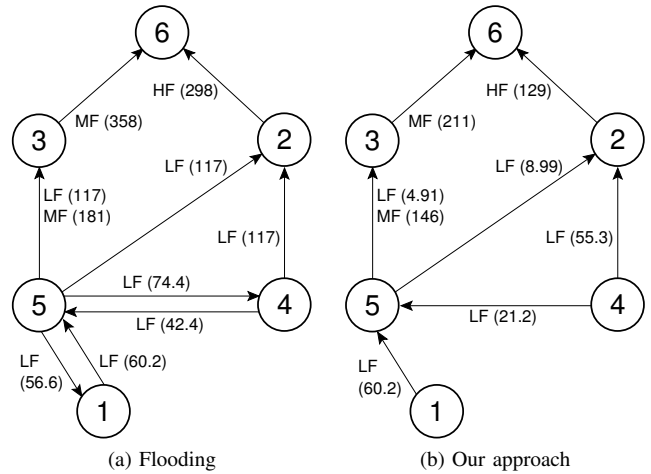 6
HF (298)
MF (358)
3
2
LF (117)
LF (117)
MF (181)
LF (117)
LF (74.4)
5
4
LF (42.4)
LF
(56.6)
LF (60.2)
1
(a) Flooding
6
HF (129)
MF (211)
3
2
LF (8.99)
LF (4.91)
MF (146)
LF (55.3)
5
4
LF (21.2)
LF
(60.2)
1
(b) Our approach